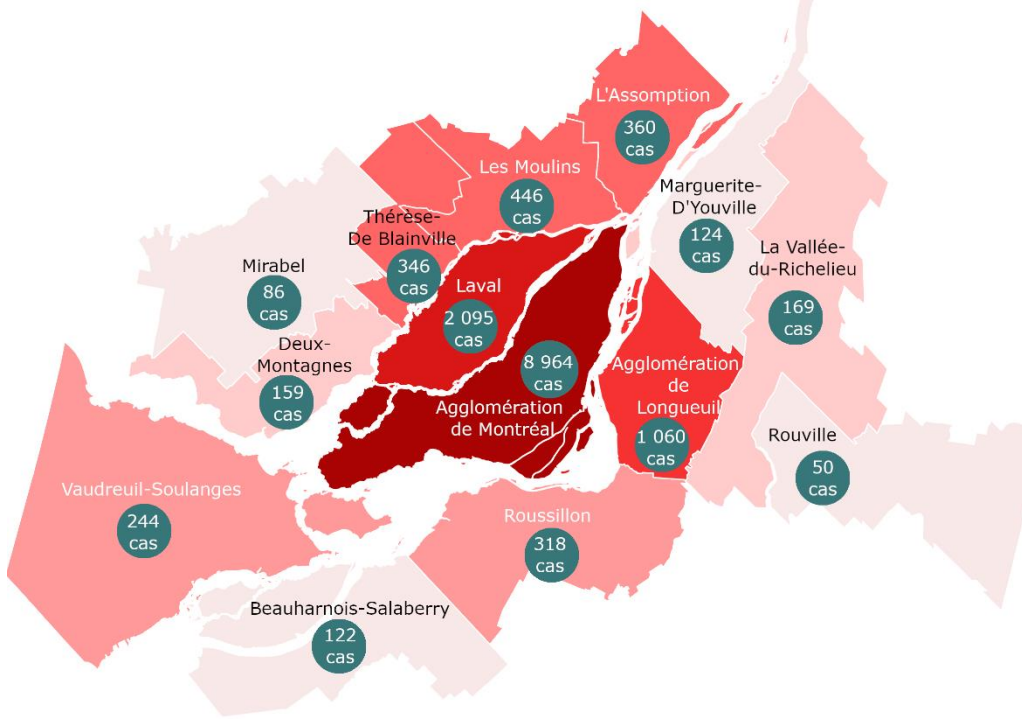 L'Assomption
360
cas
Les Moulins
446
cas
Marguerite-
D'Youville
124
cas
Thérèse-
De Blainville
346
cas
La Vallée-
du-Richelieu
169
cas
Mirabel
86
cas
Laval
2 095
cas
Deux-
Montagnes
159
cas
8 964
cas
Agglomération
de Montréal
Agglomération
de
Longueuil
1 060
cas
Rouville
50
cas
Vaudreuil-Soulanges
244
cas
Roussillon
318
cas
Beauharnois-Salaberry
122
cas